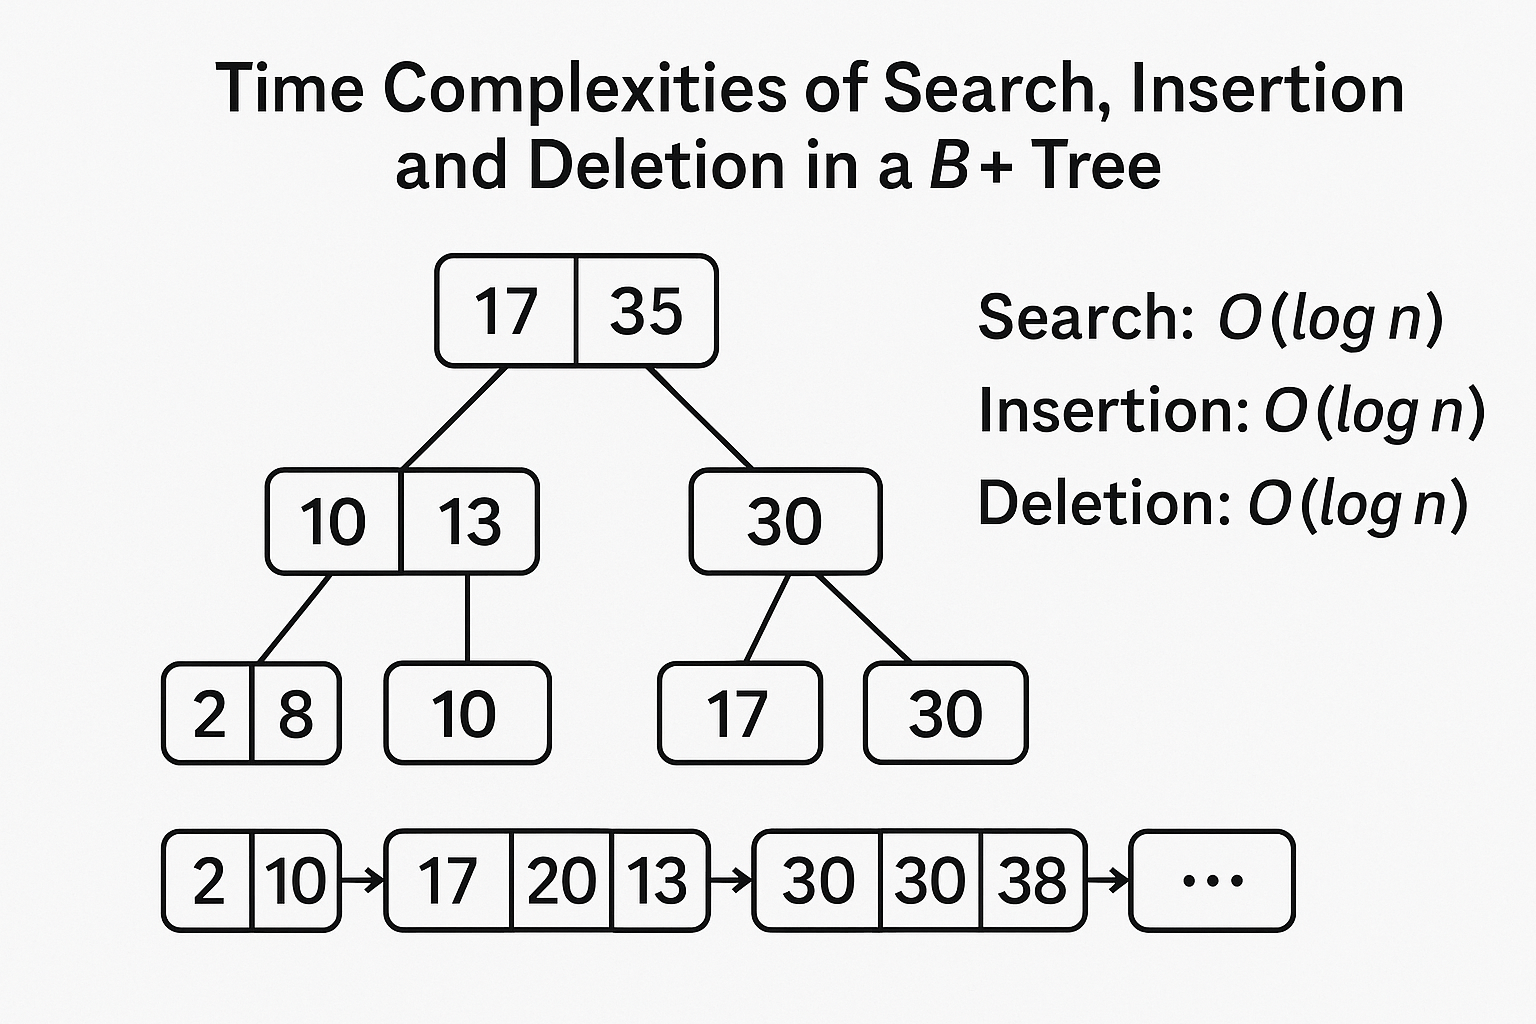 Time Complexities of Search, Insertion
and Deletion in a B+ Tree
17 35
Search: O(log n)
Insertion: O(log n)
Deletion: O(log n)
10 13
30
2 8
10
17
30
2 10
17 20 13
30 30 38
...